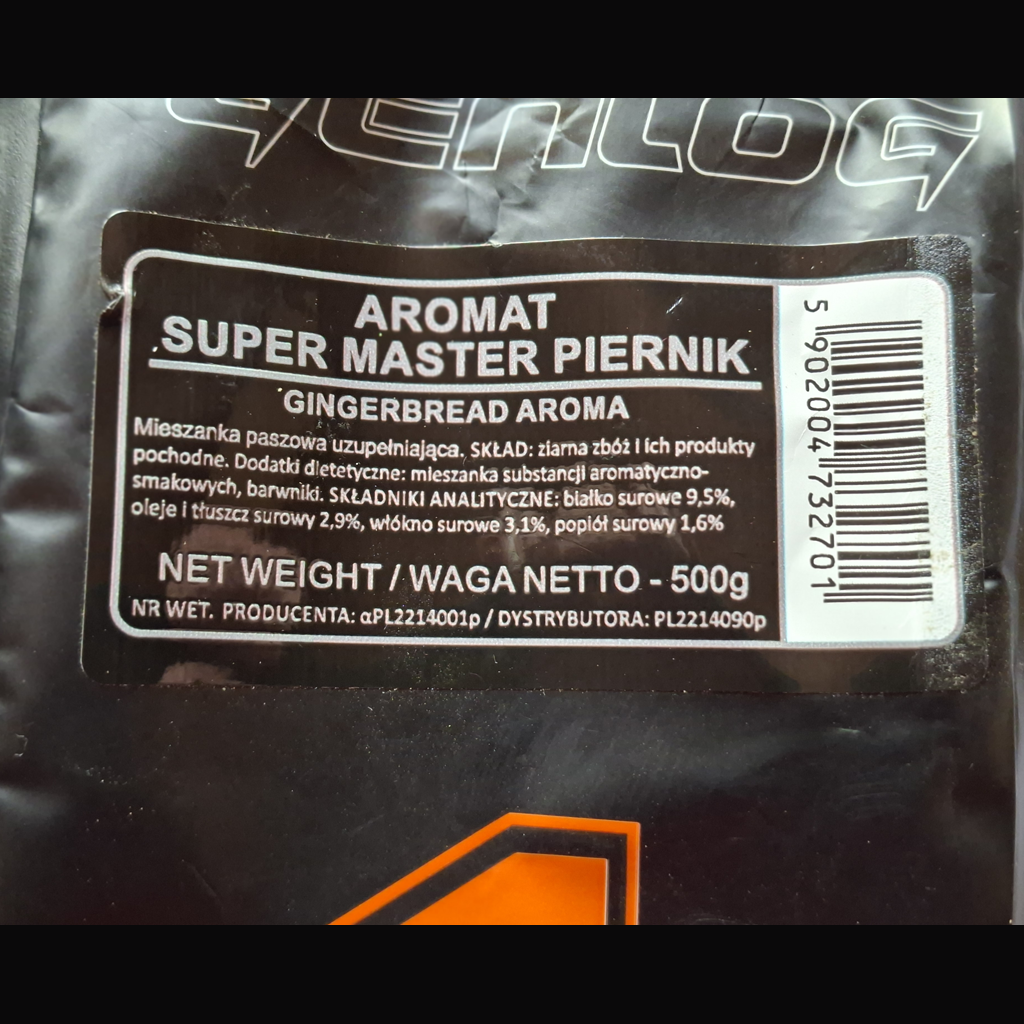 AROMAT
SUPER MASTER PIERNIK
GINGERBREAD AROMA
Mieszanka paszowa uzupełniająca. SKŁAD: ziarna zbóż i ich produkty
pochodne. Dodatki dietetyczne: mieszanka substancji aromatyczno-
smakowych, barwniki. SKŁADNIKI ANALITYCZNE: białko surowe 9,5%,
oleje i tłuszcz surowy 2,9%, włókno surowe 3,1%, popiół surowy 1,6%
NET WEIGHT / WAGA NETTO - 500g
NR WET. PRODUCENTA: αPL2214001p / DYSTRYBUTORA: PL2214090p
5 902004 732701